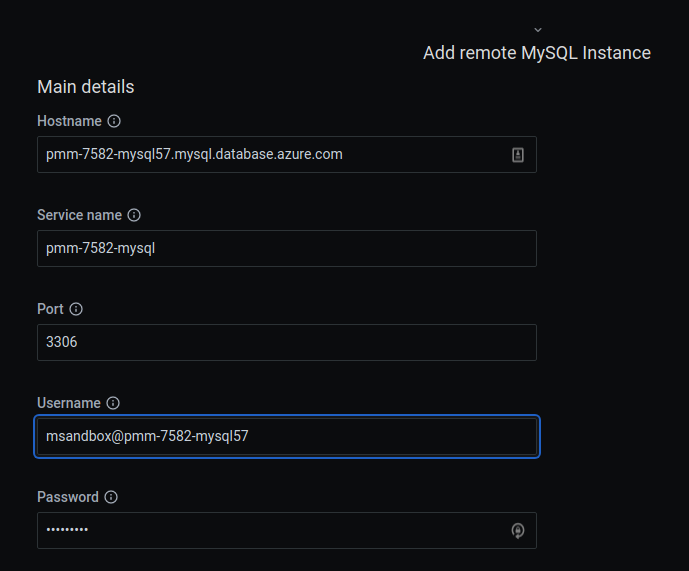 Add remote MySQL Instance
Main details
Hostname
pmm-7582-mysql57.mysql.database.azure.com
Service name
pmm-7582-mysql
Port
3306
Username
msandbox@pmm-7582-mysql57
Password
•••••••••